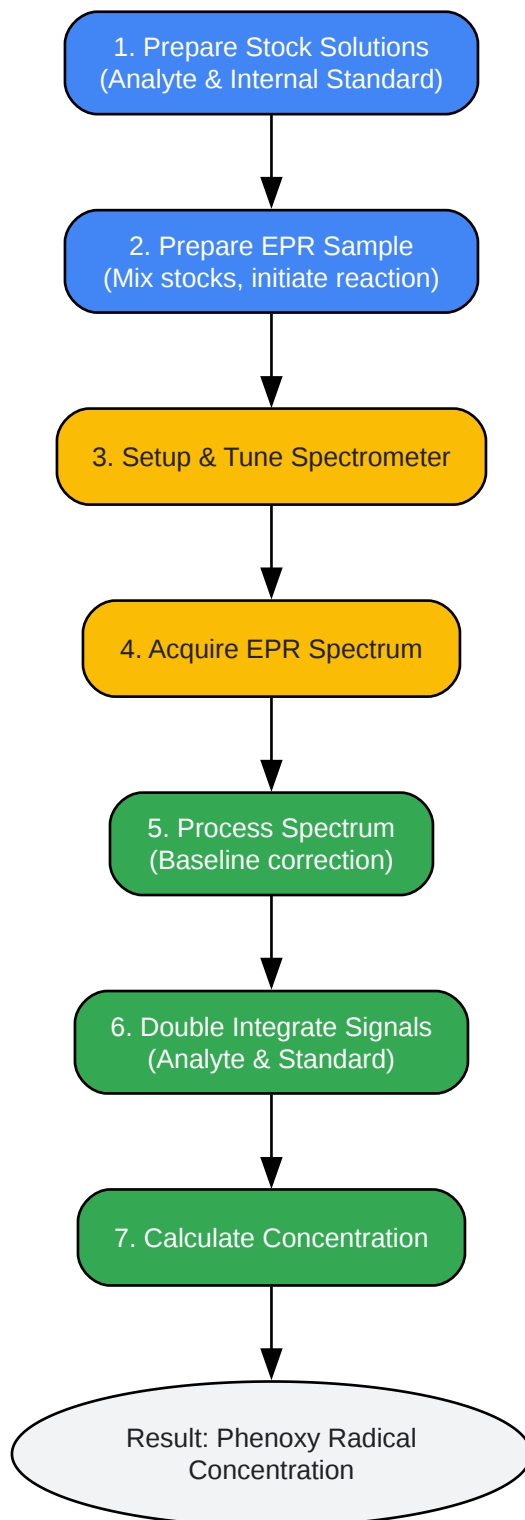 1. Prepare Stock Solutions
(Analyte & Internal Standard)
2. Prepare EPR Sample
(Mix stocks, initiate reaction)
3. Setup & Tune Spectrometer
4. Acquire EPR Spectrum
5. Process Spectrum
(Baseline correction)
6. Double Integrate Signals
(Analyte & Standard)
7. Calculate Concentration
Result: Phenoxy Radical
Concentration